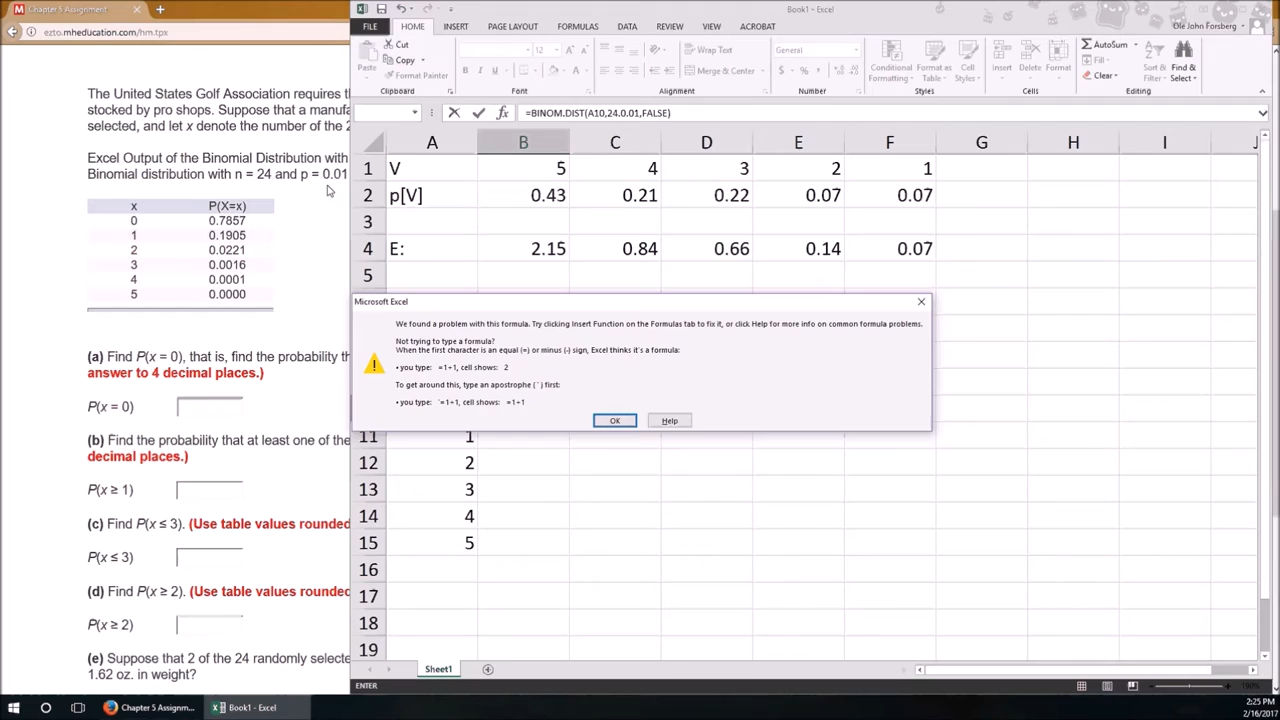 Chapter 5 Assignment
ezto.mheducation.com/hm.tpx
The United States Golf Association requires t
stocked by pro shops. Suppose that a manufa
selected, and let x denote the number of the 2
Excel Output of the Binomial Distribution with
Binomial distribution with n = 24 and p = 0.01
x P(X=x)
0 0.7857
1 0.1905
2 0.0221
3 0.0016
4 0.0001
5 0.0000
(a) Find P(x = 0), that is, find the probability th
answer to 4 decimal places.)
P(x = 0)
(b) Find the probability that at least one of the
decimal places.)
P(x ≥ 1)
(c) Find P(x ≤ 3). (Use table values rounded
P(x ≤ 3)
(d) Find P(x ≥ 2). (Use table values rounded
P(x ≥ 2)
(e) Suppose that 2 of the 24 randomly selecte
1.62 oz. in weight?
Book1 - Excel
FILE HOME INSERT PAGE LAYOUT FORMULAS DATA REVIEW VIEW ACROBAT
Ole John Forsberg
Paste
Cut
Copy
Format Painter
Clipboard
12
B I U
Font
Wrap Text
Merge & Center
Alignment
General
$ % ,
Number
Conditional Formatting
Format as Table
Cell Styles
Styles
Insert Delete Format
Cells
AutoSum
Fill
Clear
Sort & Filter
Find & Select
Editing
fx =BINOM.DIST(A10,24.0.01,FALSE)
A B C D E F G H I J
1 V 5 4 3 2 1
2 p[V] 0.43 0.21 0.22 0.07 0.07
3
4 E: 2.15 0.84 0.66 0.14 0.07
5
Microsoft Excel
We found a problem with this formula. Try clicking Insert Function on the Formulas tab to fix it, or click Help for more info on common formula problems.
Not trying to type a formula?
When the first character is an equal (=) or minus (-) sign, Excel thinks it's a formula:
• you type: =1+1, cell shows: 2
To get around this, type an apostrophe (') first:
• you type: '=1+1, cell shows: =1+1
OK Help
11 1
12 2
13 3
14 4
15 5
16
17
18
19
Sheet1
ENTER
Chapter 5 Assignm...
Book1 - Excel
2:25 PM
2/16/2017